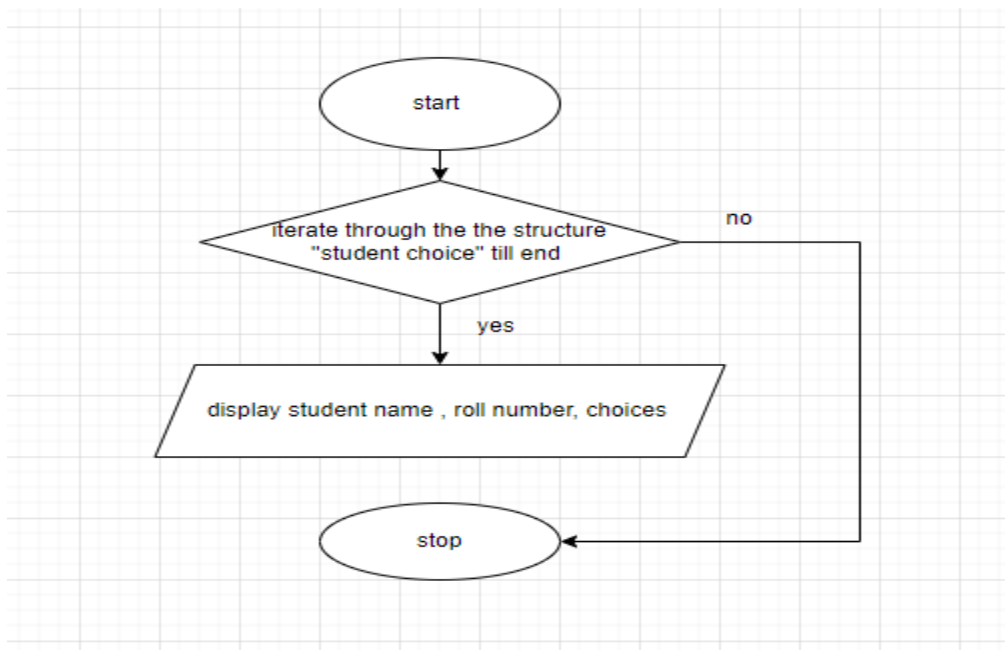 start
iterate through the the structure
"student choice" till end
no
yes
display student name , roll number, choices
stop